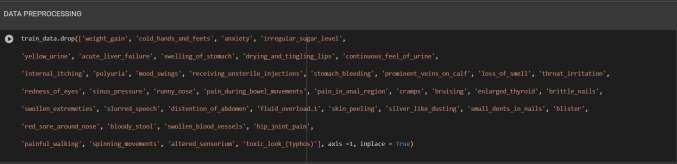 DATA PREPROCESSING
train_data.drop(['weight_gain', 'cold_hands_and_feets', 'anxiety', 'irregular_sugar_level',
'yellow_urine', 'acute_liver_failure', 'swelling_of_stomach', 'drying_and_tingling_lips', 'continuous_feel_of_urine',
'internal_itching', 'polyuria', 'mood_swings', 'receiving_unsterile_injections', 'stomach_bleeding', 'prominent_veins_on_calf', 'loss_of_smell', 'throat_irritation',
'redness_of_eyes', 'sinus_pressure', 'runny_nose', 'pain_during_bowel_movements', 'pain_in_anal_region', 'cramps', 'bruising', 'enlarged_thyroid', 'brittle_nails',
'swollen_extremeties', 'slurred_speech', 'distention_of_abdomen', 'fluid_overload.1', 'skin_peeling', 'silver_like_dusting', 'small_dents_in_nails', 'blister',
'red_sore_around_nose', 'bloody_stool', 'swollen_blood_vessels', 'hip_joint_pain',
'painful_walking', 'spinning_movements', 'altered_sensorium', 'toxic_look_(typhos)'], axis =1, inplace = True)